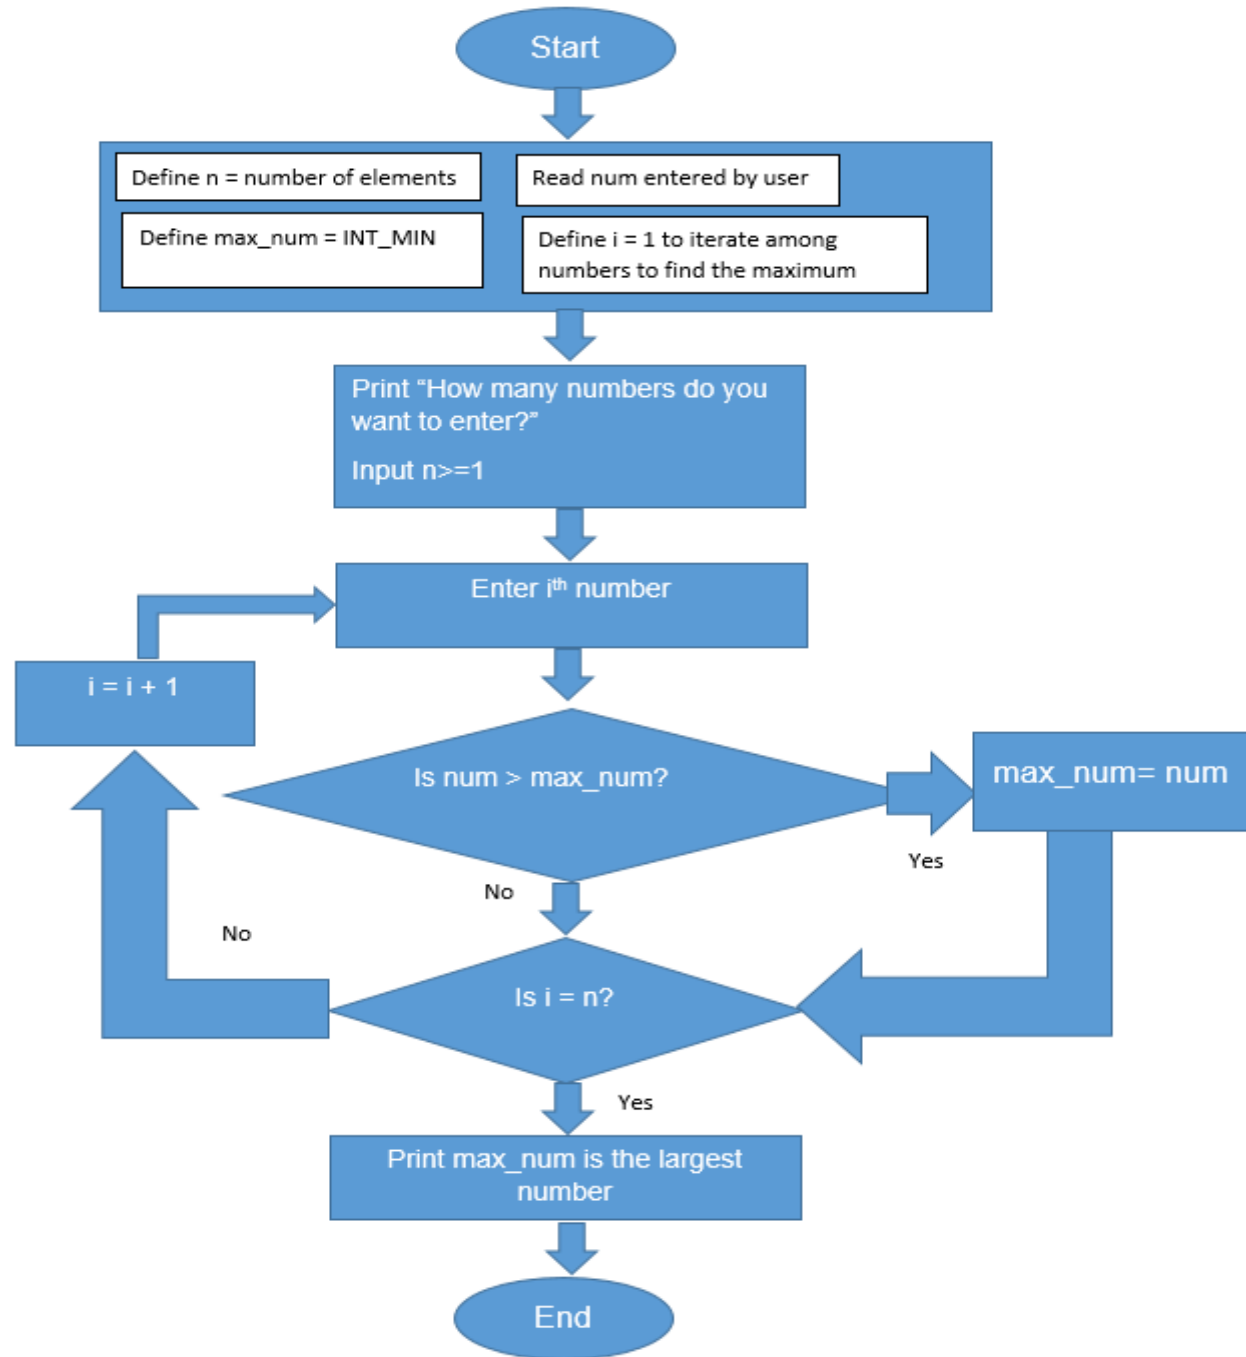 Start
Define n = number of elements
Read num entered by user
Define max_num = INT_MIN
Define i = 1 to iterate among
numbers to find the maximum
Print “How many numbers do you
want to enter?”
Input n>=1
Enter iᵗʰ number
i = i + 1
Is num > max_num?
max_num= num
Yes
No
No
Is i = n?
Yes
Print max_num is the largest
number
End